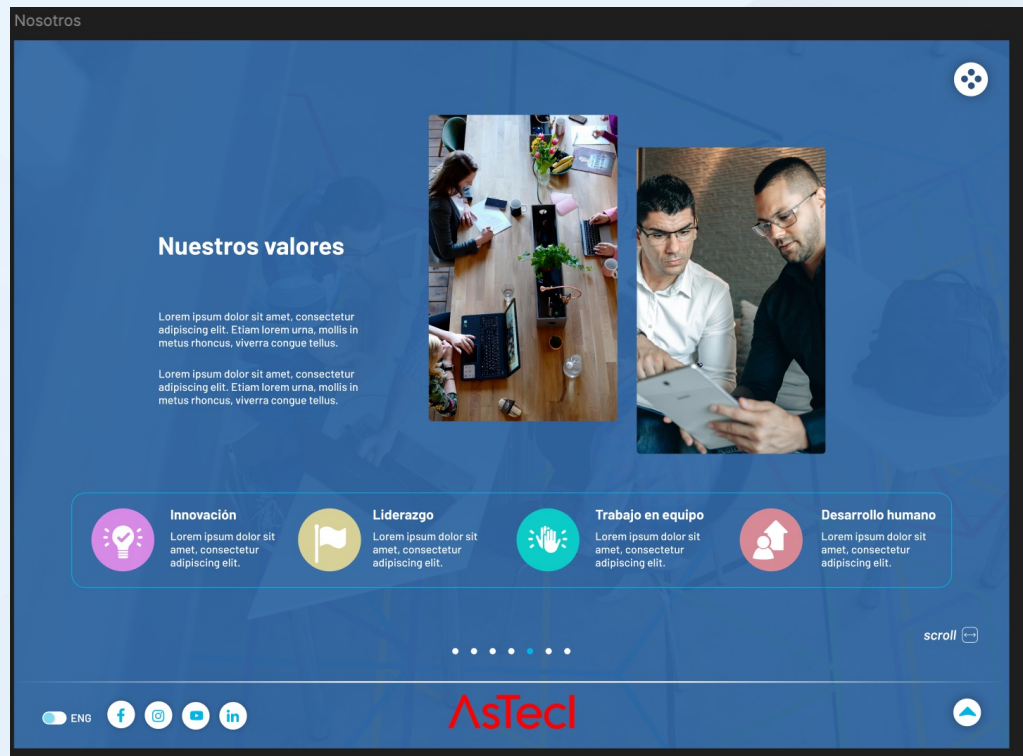 Nosotros
Nuestros valores
Lorem ipsum dolor sit amet, consectetur
adipiscing elit. Etiam lorem urna, mollis in
metus rhoncus, viverra congue tellus.
Lorem ipsum dolor sit amet, consectetur
adipiscing elit. Etiam lorem urna, mollis in
metus rhoncus, viverra congue tellus.
Innovación
Lorem ipsum dolor sit
amet, consectetur
adipiscing elit.
Liderazgo
Lorem ipsum dolor sit
amet, consectetur
adipiscing elit.
Trabajo en equipo
Lorem ipsum dolor sit
amet, consectetur
adipiscing elit.
Desarrollo humano
Lorem ipsum dolor sit
amet, consectetur
adipiscing elit.
scroll
ENG
f
in
AsTecl